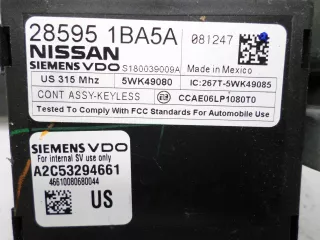 28595 1BA5A 081247
NISSAN
SIEMENS VDO S180039009A Made in Mexico
US 315 Mhz 5WK49080 IC:267T-5WK49085
CONT ASSY-KEYLESS CCAE06LP1080T0
Tested To Comply With FCC Standards For Automobile Use
SIEMENS VDO
For internal SV use only
A2C53294661
46610080680044
US